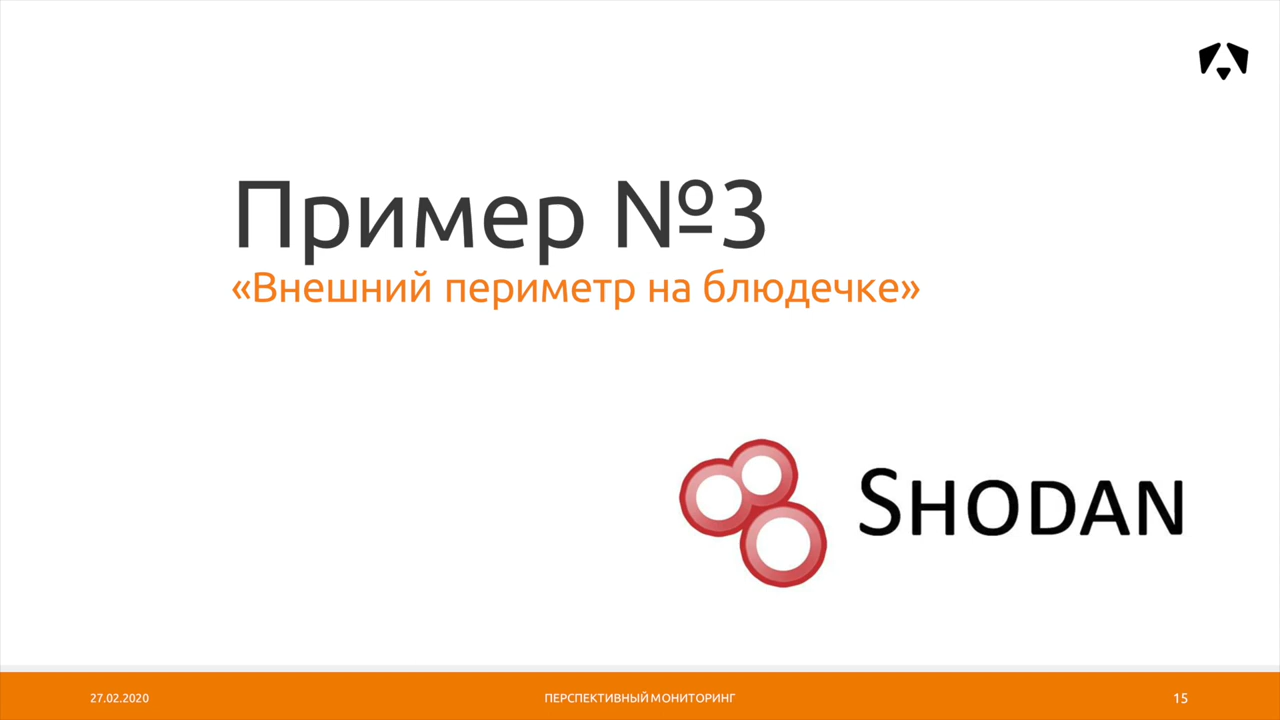 Пример №3
«Внешний периметр на блюдечке»
SHODAN
27.02.2020
ПЕРСПЕКТИВНЫЙ МОНИТОРИНГ
15